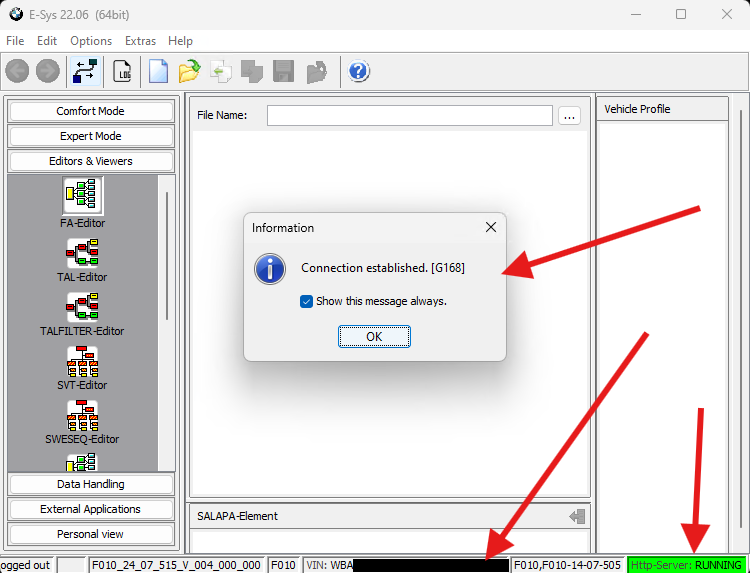 E-Sys 22.06 (64bit)
File Edit Options Extras Help
LOG
Comfort Mode
Expert Mode
Editors & Viewers
FA-Editor
TAL-Editor
TALFILTER-Editor
SVT-Editor
SWESEQ-Editor
Data Handling
External Applications
Personal view
File Name:
...
Vehicle Profile
Information
Connection established. [G168]
Show this message always.
OK
SALAPA-Element
ogged out F010_24_07_515_V_004_000_000 F010 VIN: WBA F010,F010-14-07-505 Http-Server: RUNNING